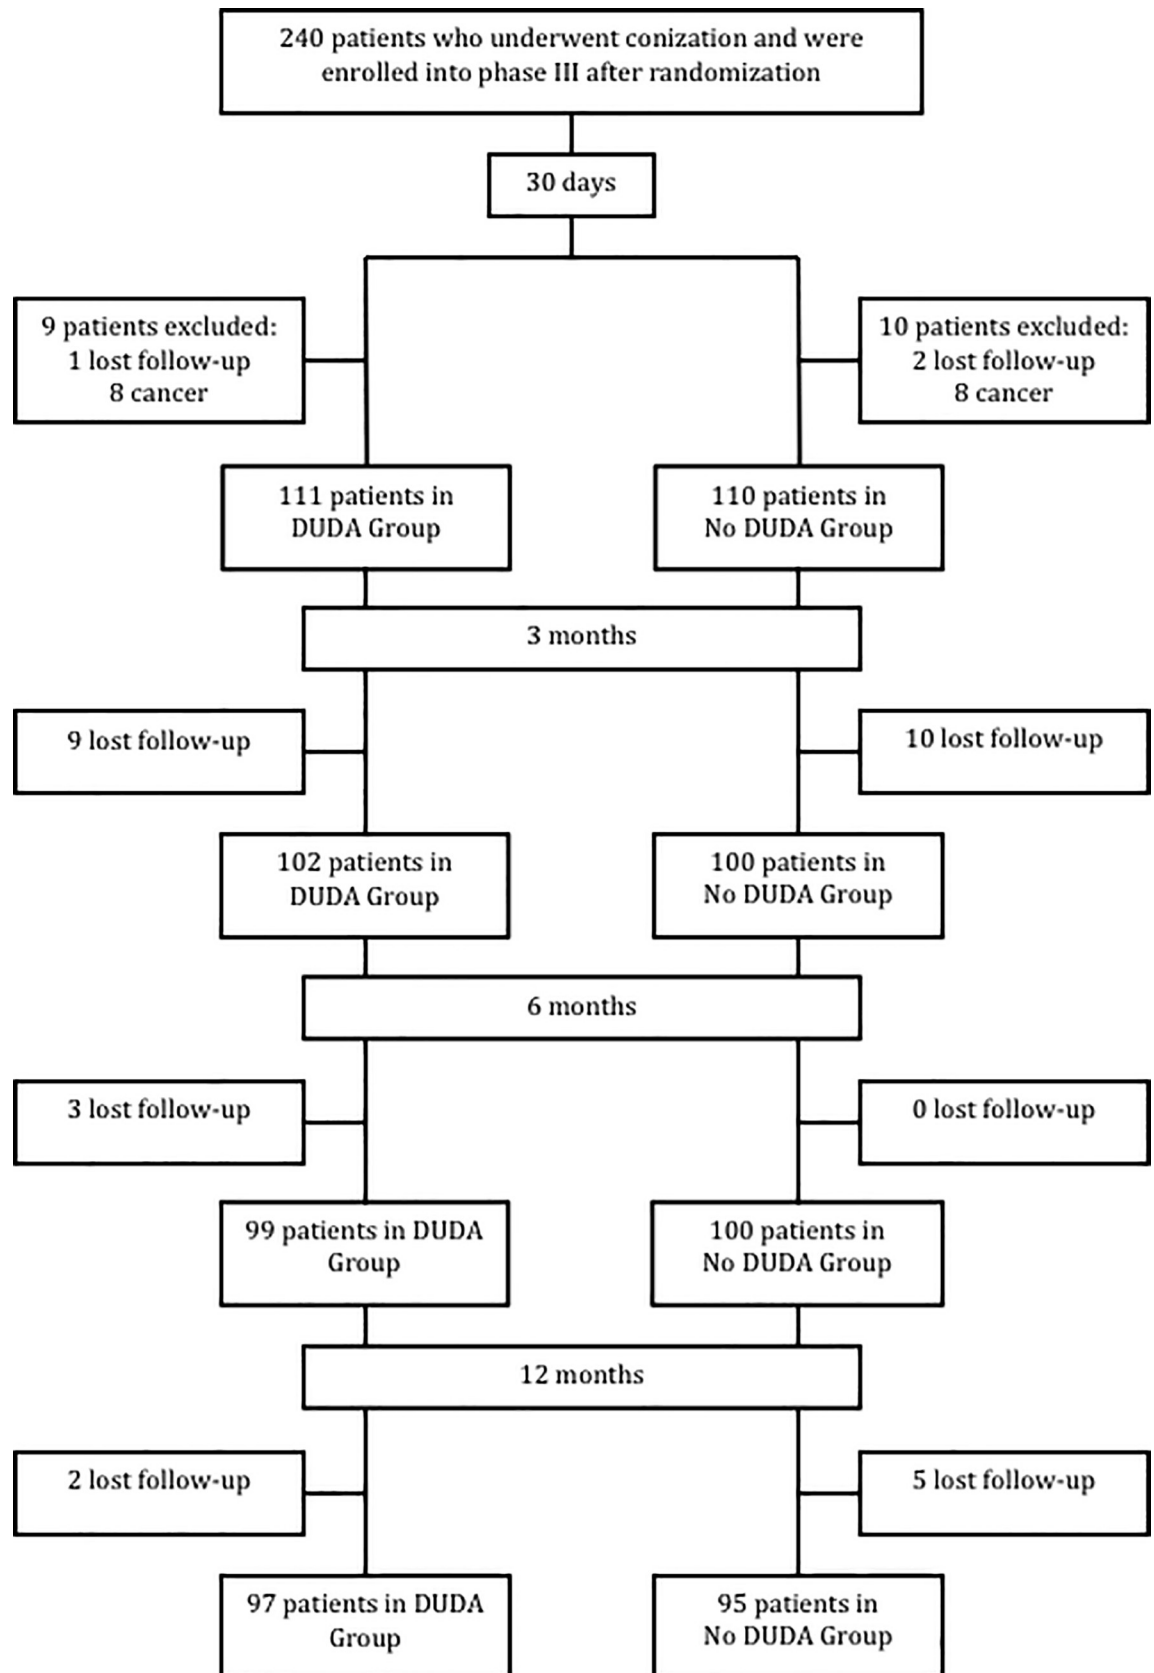 240 patients who underwent conization and were
enrolled into phase III after randomization
30 days
9 patients excluded:
1 lost follow-up
8 cancer
10 patients excluded:
2 lost follow-up
8 cancer
111 patients in
DUDA Group
110 patients in
No DUDA Group
3 months
9 lost follow-up
10 lost follow-up
102 patients in
DUDA Group
100 patients in
No DUDA Group
6 months
3 lost follow-up
0 lost follow-up
99 patients in DUDA
Group
100 patients in
No DUDA Group
12 months
2 lost follow-up
5 lost follow-up
97 patients in DUDA
Group
95 patients in
No DUDA Group